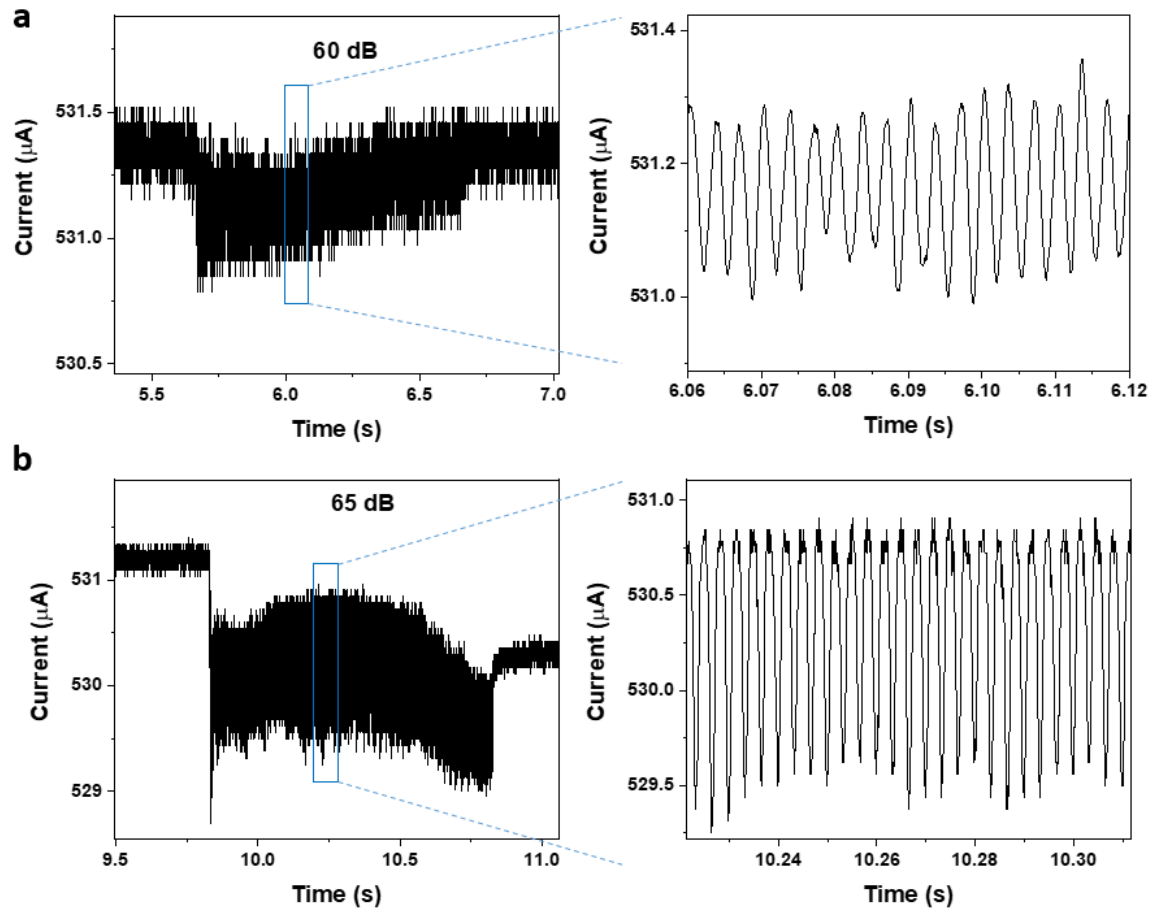 a
60 dB
Current (μA)
531.5
531.0
530.5
5.5 6.0 6.5 7.0
Time (s)
Current (μA)
531.4
531.2
531.0
6.06 6.07 6.08 6.09 6.10 6.11 6.12
Time (s)
b
65 dB
Current (μA)
531
530
529
9.5 10.0 10.5 11.0
Time (s)
Current (μA)
531.0
530.5
530.0
529.5
10.24 10.26 10.28 10.30
Time (s)